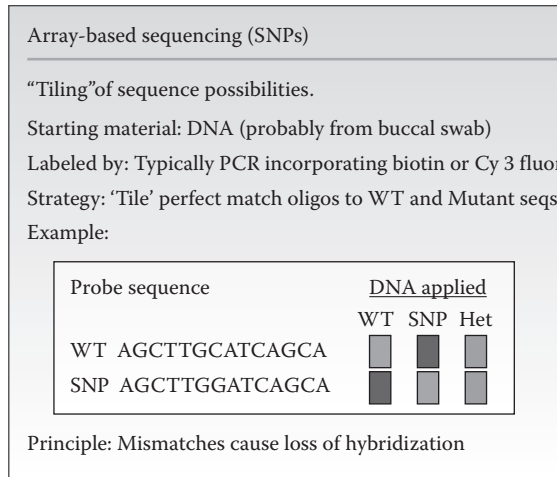 Array-based sequencing (SNPs)
“Tiling”of sequence possibilities.
Starting material: DNA (probably from buccal swab)
Labeled by: Typically PCR incorporating biotin or Cy 3 fluor
Strategy: ‘Tile’ perfect match oligos to WT and Mutant seqs
Example:
Probe sequence DNA applied
WT SNP Het
WT AGCTTGCATCAGCA
SNP AGCTTGGATCAGCA
Principle: Mismatches cause loss of hybridization